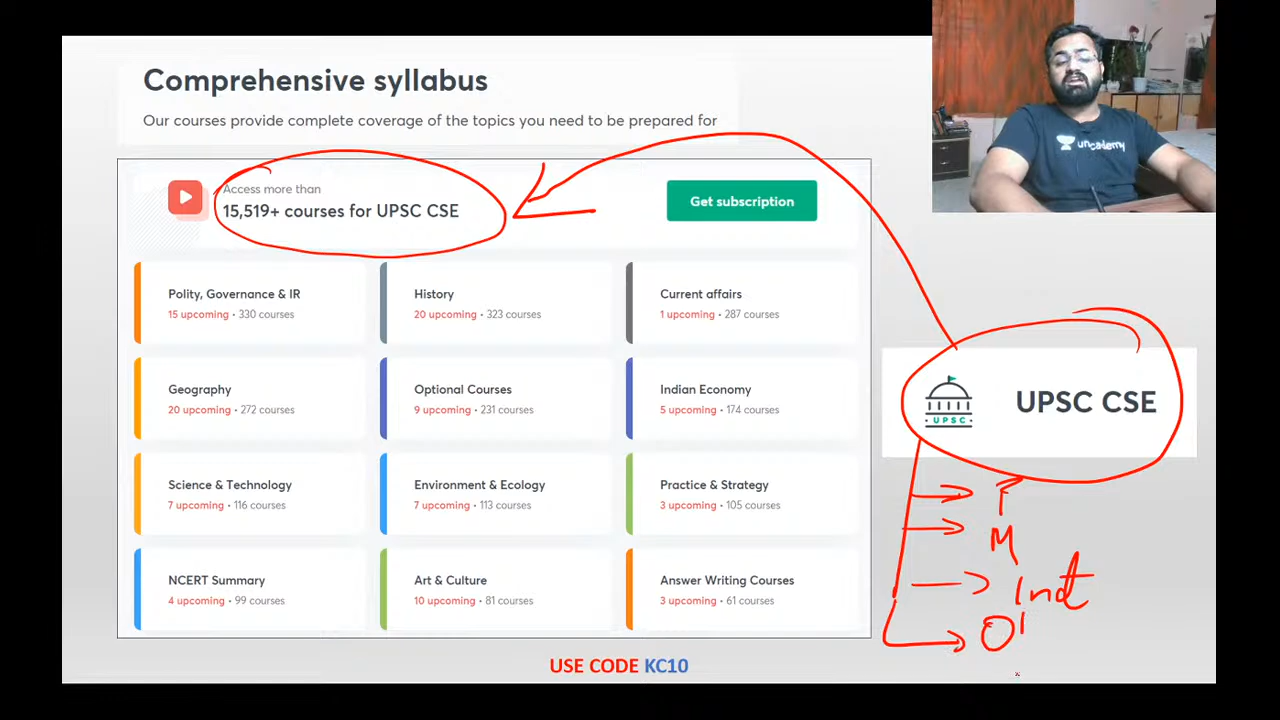 Comprehensive syllabus
Our courses provide complete coverage of the topics you need to be prepared for
unacademy
Access more than
15,519+ courses for UPSC CSE
Get subscription
Polity, Governance & IR
15 upcoming • 330 courses
History
20 upcoming • 323 courses
Current affairs
1 upcoming • 287 courses
Geography
20 upcoming • 272 courses
Optional Courses
9 upcoming • 231 courses
Indian Economy
5 upcoming • 174 courses
UPSC
UPSC CSE
Science & Technology
7 upcoming • 116 courses
Environment & Ecology
7 upcoming • 113 courses
Practice & Strategy
3 upcoming • 105 courses
NCERT Summary
4 upcoming • 99 courses
Art & Culture
10 upcoming • 81 courses
Answer Writing Courses
3 upcoming • 61 courses
M
Int
USE CODE KC10